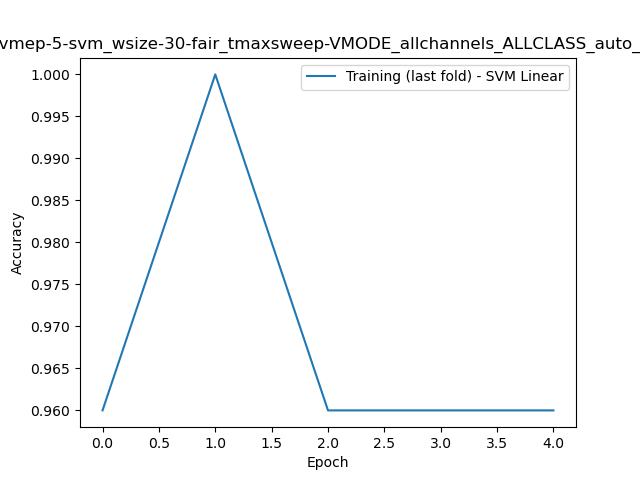 vmep-5-svm_wsize-30-fair_tmaxsweep-VMODE_allchannels_ALLCLASS_auto_
Training (last fold) - SVM Linear
1.000
0.995
0.990
0.985
0.980
0.975
0.970
0.965
0.960
Accuracy
0.0 0.5 1.0 1.5 2.0 2.5 3.0 3.5 4.0
Epoch